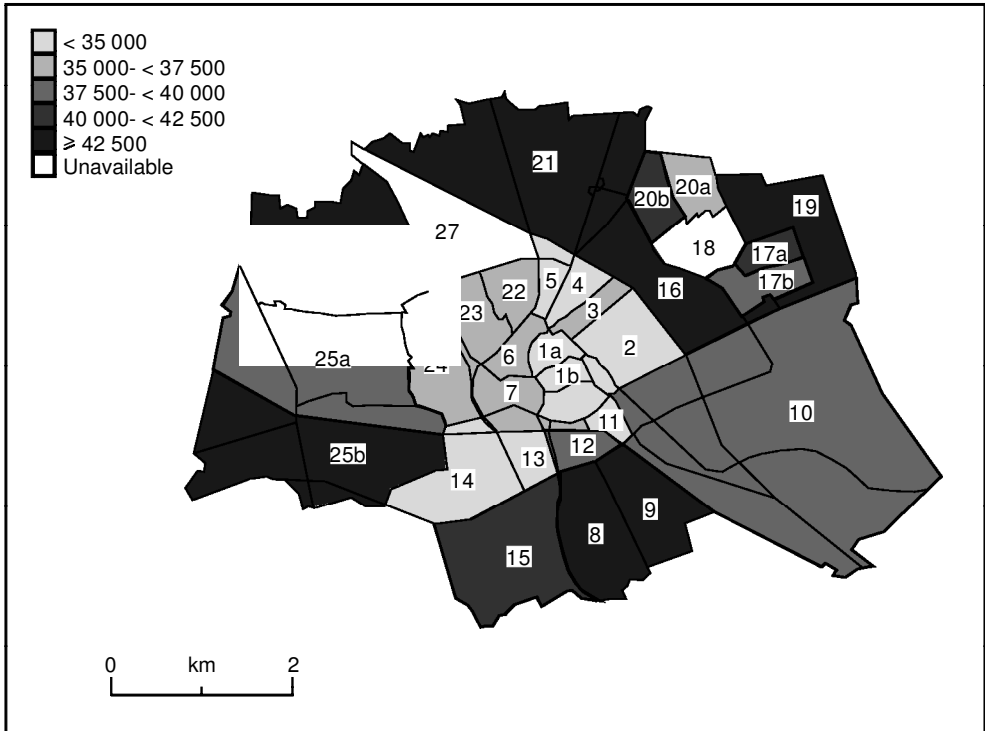 < 35 000
35 000- < 37 500
37 500- < 40 000
40 000- < 42 500
⩾ 42 500
Unavailable
21
20a
20b
19
27
18
17a
5
4
17b
22
16
3
23
2
1a
6
25a
24
1b
7
10
11
12
25b
13
14
9
8
15
0 km 2